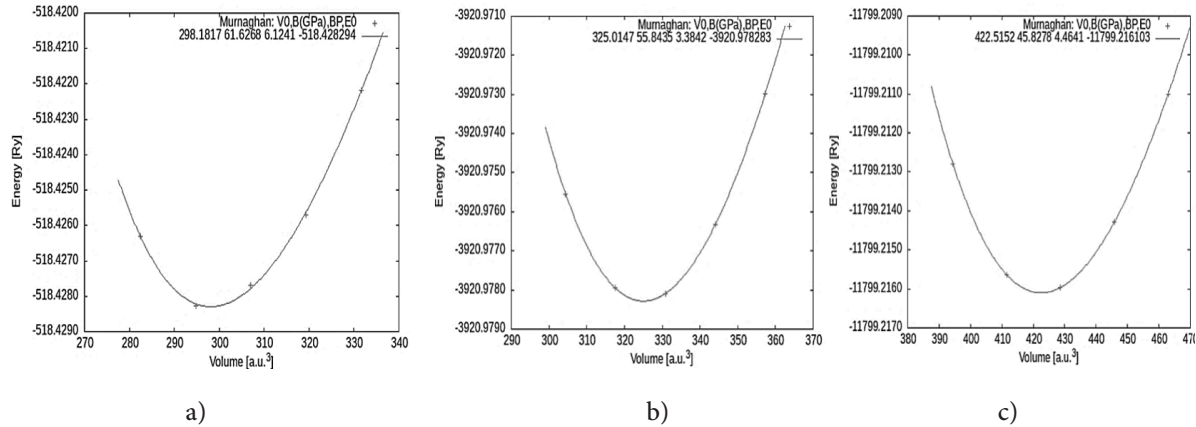 Murnaghan: V0,B(GPa),BP,E0
298.1817 61.6268 6.1241 -518.428294
-518.4200
-518.4210
-518.4220
-518.4230
-518.4240
-518.4250
-518.4260
-518.4270
-518.4280
-518.4290
Energy [Ry]
270 280 290 300 310 320 330 340
Volume [a.u.³]
a)
Murnaghan: V0,B(GPa),BP,E0
325.0147 55.8435 3.3842 -3920.978283
-3920.9710
-3920.9720
-3920.9730
-3920.9740
-3920.9750
-3920.9760
-3920.9770
-3920.9780
-3920.9790
Energy [Ry]
290 300 310 320 330 340 350 360 370
Volume [a.u.³]
b)
Murnaghan: V0,B(GPa),BP,E0
422.5152 45.8278 4.4641 -11799.216103
-11799.2090
-11799.2100
-11799.2110
-11799.2120
-11799.2130
-11799.2140
-11799.2150
-11799.2160
-11799.2170
Energy [Ry]
380 390 400 410 420 430 440 450 460 470
Volume [a.u.³]
c)